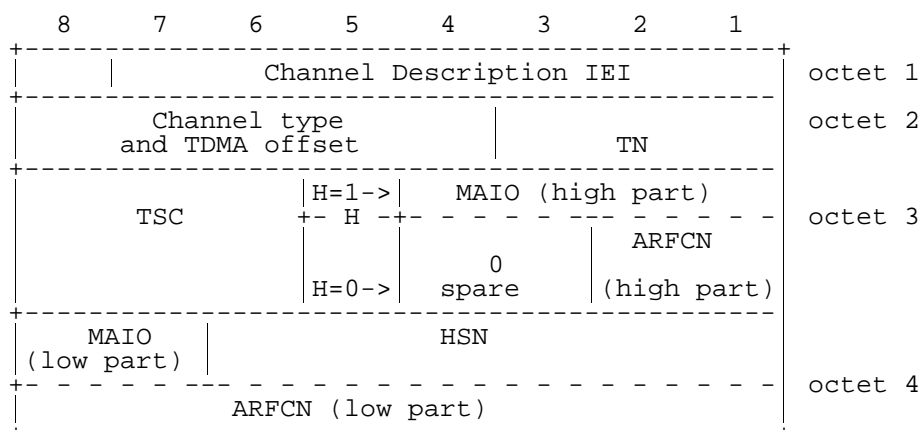 8 7 6 5 4 3 2 1
Channel Description IEI octet 1
Channel type octet 2
and TDMA offset TN
H=1-> MAIO (high part)
TSC H octet 3
ARFCN
0
H=0-> spare (high part)
MAIO HSN
(low part)
octet 4
ARFCN (low part)